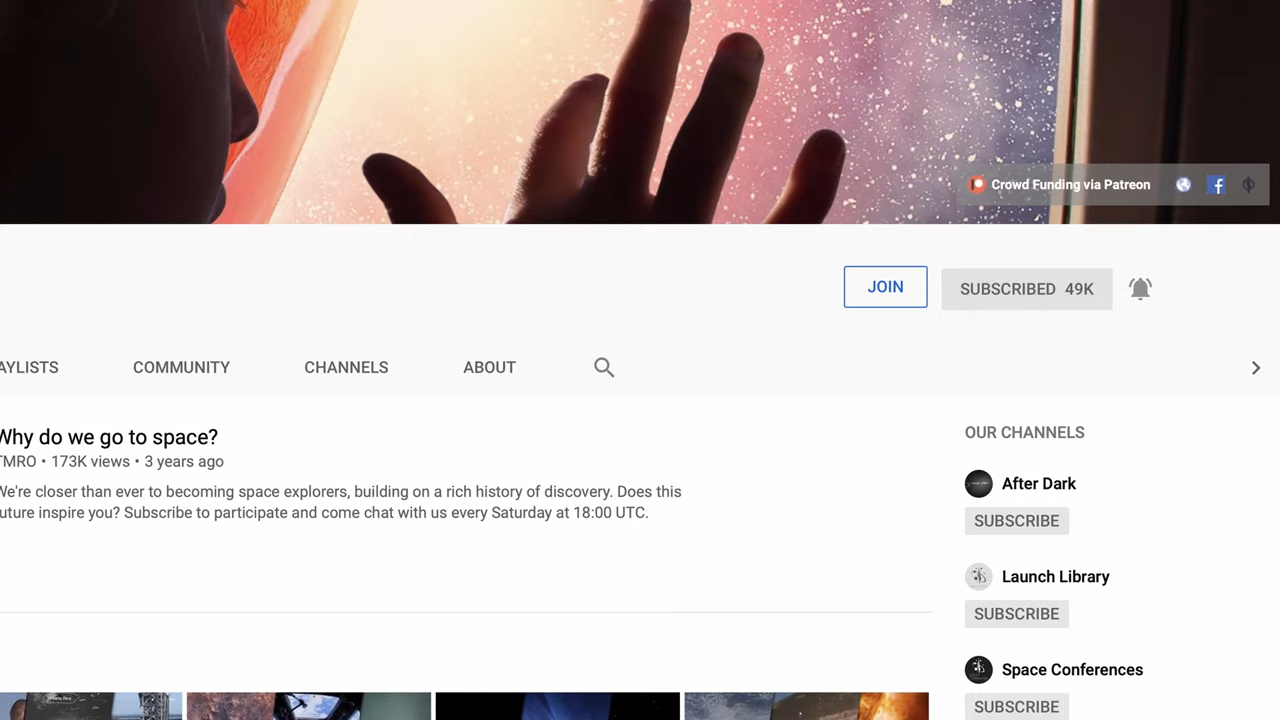 Crowd Funding via Patreon
JOIN
SUBSCRIBED 49K
AYLISTS
COMMUNITY
CHANNELS
ABOUT
Why do we go to space?
TMRO • 173K views • 3 years ago
We're closer than ever to becoming space explorers, building on a rich history of discovery. Does this
uture inspire you? Subscribe to participate and come chat with us every Saturday at 18:00 UTC.
OUR CHANNELS
After Dark
SUBSCRIBE
Launch Library
SUBSCRIBE
Space Conferences
SUBSCRIBE